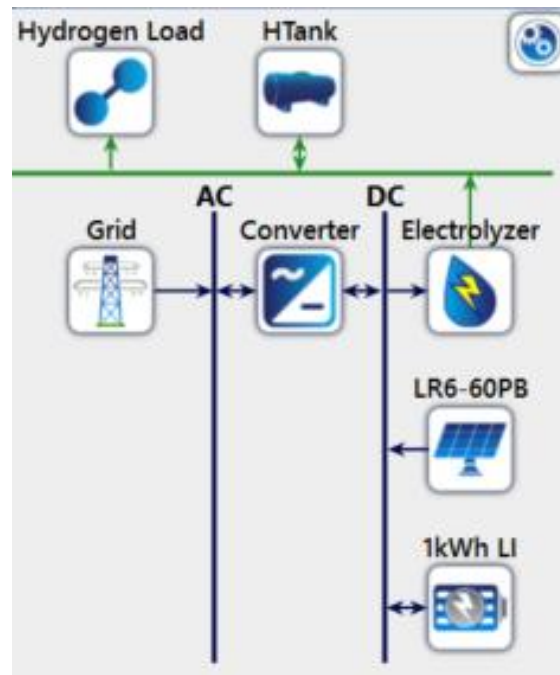 Hydrogen Load HTank
AC DC
Grid Converter Electrolyzer
LR6-60PB
1kWh LI